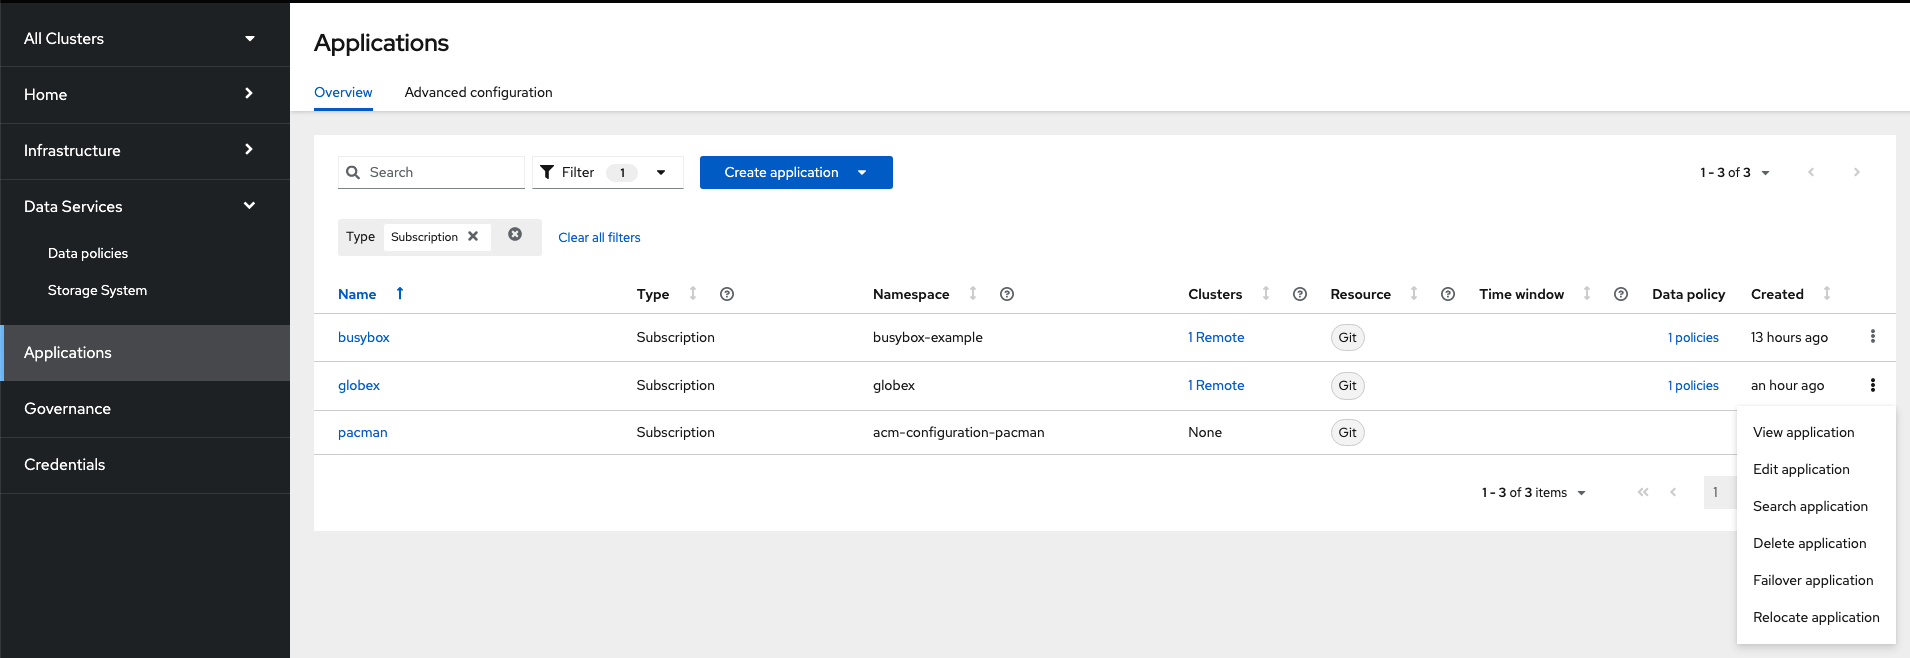 All Clusters
Home
Infrastructure
Data Services
Data policies
Storage System
Applications
Governance
Credentials
Applications
Overview Advanced configuration
Search Filter 1 Create application 1 - 3 of 3
Type Subscription Clear all filters
Name Type Namespace Clusters Resource Time window Data policy Created
busybox Subscription busybox-example 1 Remote Git 1 policies 13 hours ago
globex Subscription globex 1 Remote Git 1 policies an hour ago
pacman Subscription acm-configuration-pacman None Git
1 - 3 of 3 items 1
View application
Edit application
Search application
Delete application
Failover application
Relocate application